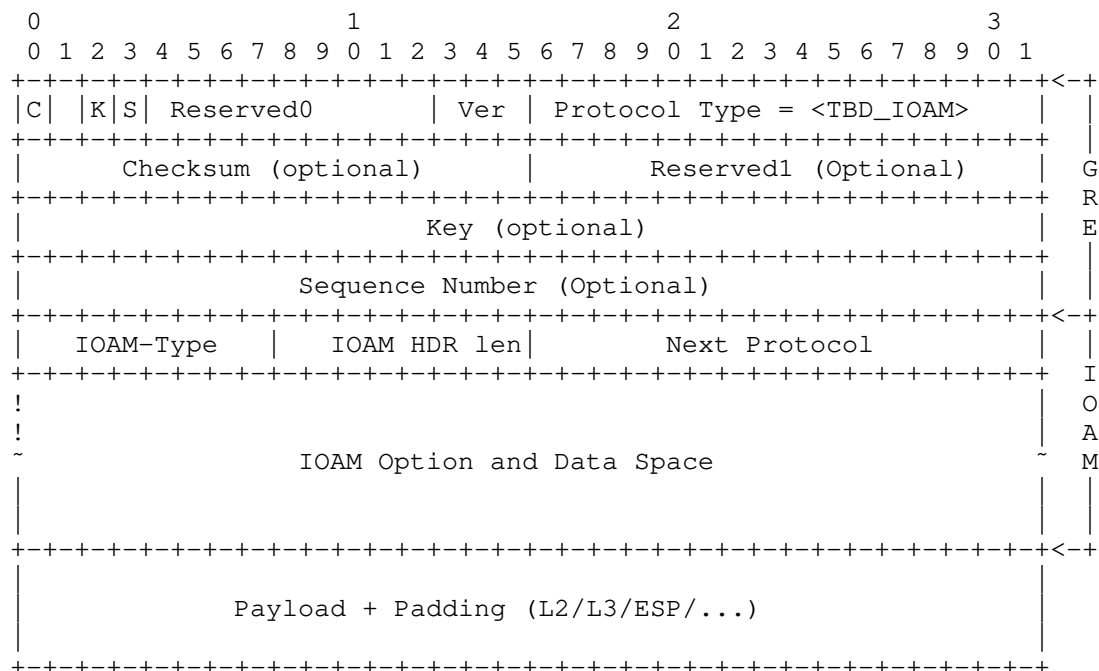 0                   1                   2                   3
 0 1 2 3 4 5 6 7 8 9 0 1 2 3 4 5 6 7 8 9 0 1 2 3 4 5 6 7 8 9 0 1
+-+-+-+-+-+-+-+-+-+-+-+-+-+-+-+-+-+-+-+-+-+-+-+-+-+-+-+-+-+-+-+-+<-+
|C| |K|S| Reserved0       | Ver | Protocol Type = <TBD_IOAM>    |  |
+-+-+-+-+-+-+-+-+-+-+-+-+-+-+-+-+-+-+-+-+-+-+-+-+-+-+-+-+-+-+-+-+  |
|      Checksum (optional)      |       Reserved1 (Optional)    |  G
+-+-+-+-+-+-+-+-+-+-+-+-+-+-+-+-+-+-+-+-+-+-+-+-+-+-+-+-+-+-+-+-+  R
|                         Key (optional)                        |  E
+-+-+-+-+-+-+-+-+-+-+-+-+-+-+-+-+-+-+-+-+-+-+-+-+-+-+-+-+-+-+-+-+  |
|                 Sequence Number (Optional)                    |  |
+-+-+-+-+-+-+-+-+-+-+-+-+-+-+-+-+-+-+-+-+-+-+-+-+-+-+-+-+-+-+-+-+<-+
|   IOAM-Type   |   IOAM HDR len|        Next Protocol          |  |
+-+-+-+-+-+-+-+-+-+-+-+-+-+-+-+-+-+-+-+-+-+-+-+-+-+-+-+-+-+-+-+-+  I
!                                                               |  O
!                                                               |  A
~                 IOAM Option and Data Space                    ~  M
|                                                               |  |
|                                                               |  |
+-+-+-+-+-+-+-+-+-+-+-+-+-+-+-+-+-+-+-+-+-+-+-+-+-+-+-+-+-+-+-+-+<-+
|                                                               |
|             Payload + Padding (L2/L3/ESP/...)                 |
|                                                               |
+-+-+-+-+-+-+-+-+-+-+-+-+-+-+-+-+-+-+-+-+-+-+-+-+-+-+-+-+-+-+-+-+